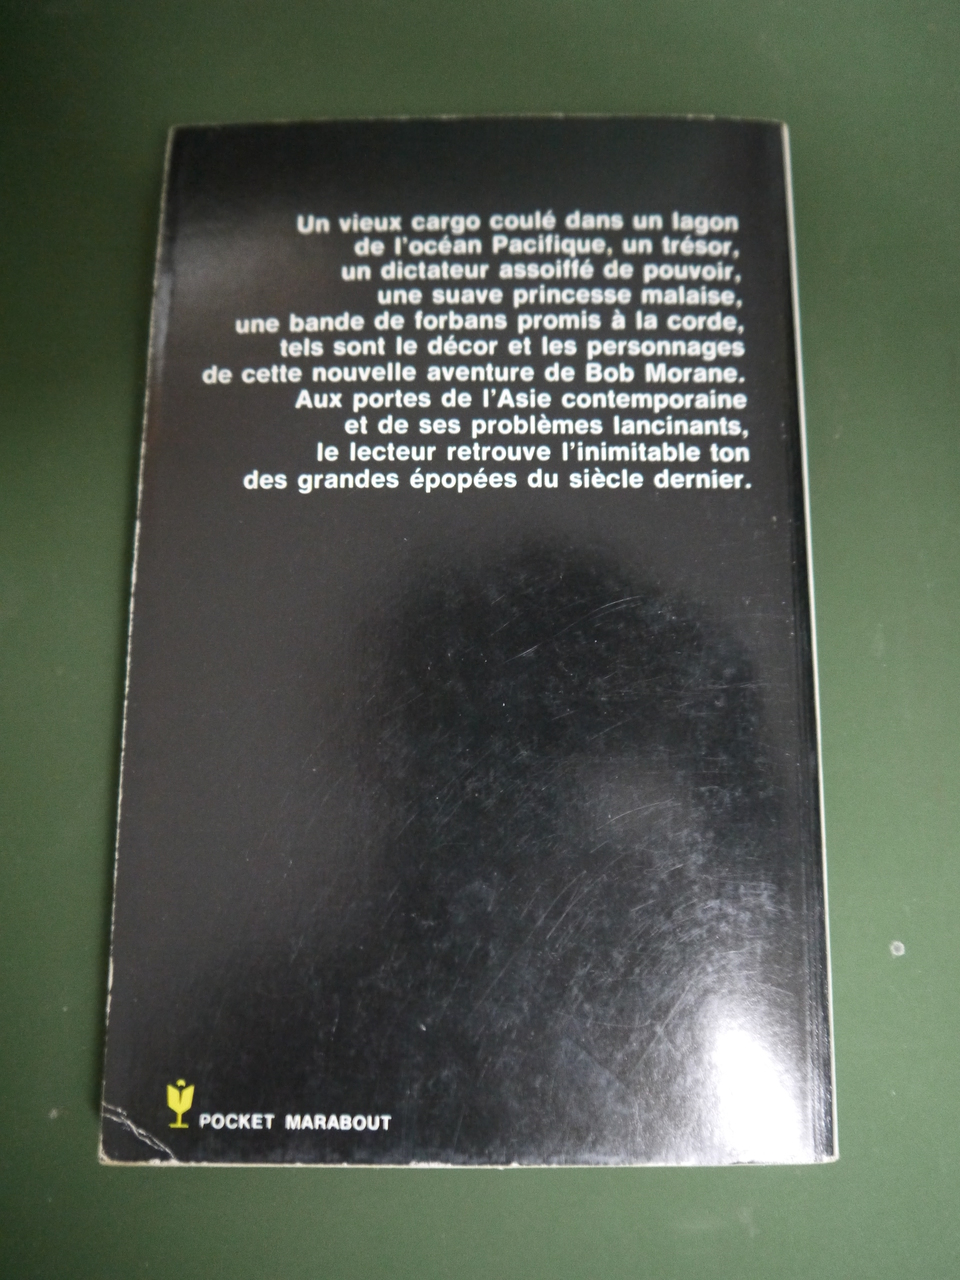 Un vieux cargo coulé dans un lagon
de l'océan Pacifique, un trésor,
un dictateur assoiffé de pouvoir,
une suave princesse malaise,
une bande de forbans promis à la corde,
tels sont le décor et les personnages
de cette nouvelle aventure de Bob Morane.
Aux portes de l'Asie contemporaine
et de ses problèmes lancinants,
le lecteur retrouve l'inimitable ton
des grandes épopées du siècle dernier.
POCKET MARABOUT